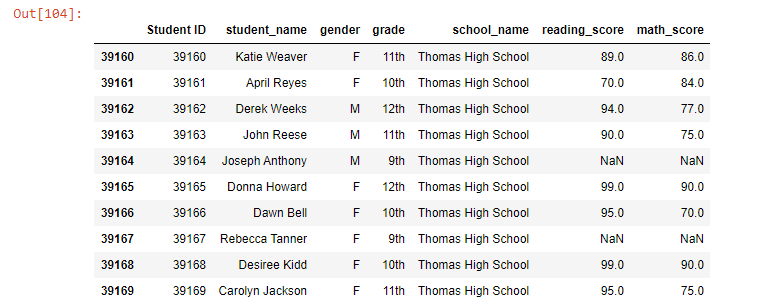 Out[104]:
Student ID student_name gender grade school_name reading_score math_score
39160 39160 Katie Weaver F 11th Thomas High School 89.0 86.0
39161 39161 April Reyes F 10th Thomas High School 70.0 84.0
39162 39162 Derek Weeks M 12th Thomas High School 94.0 77.0
39163 39163 John Reese M 11th Thomas High School 90.0 75.0
39164 39164 Joseph Anthony M 9th Thomas High School NaN NaN
39165 39165 Donna Howard F 12th Thomas High School 99.0 90.0
39166 39166 Dawn Bell F 10th Thomas High School 95.0 70.0
39167 39167 Rebecca Tanner F 9th Thomas High School NaN NaN
39168 39168 Desiree Kidd F 10th Thomas High School 99.0 90.0
39169 39169 Carolyn Jackson F 11th Thomas High School 95.0 75.0